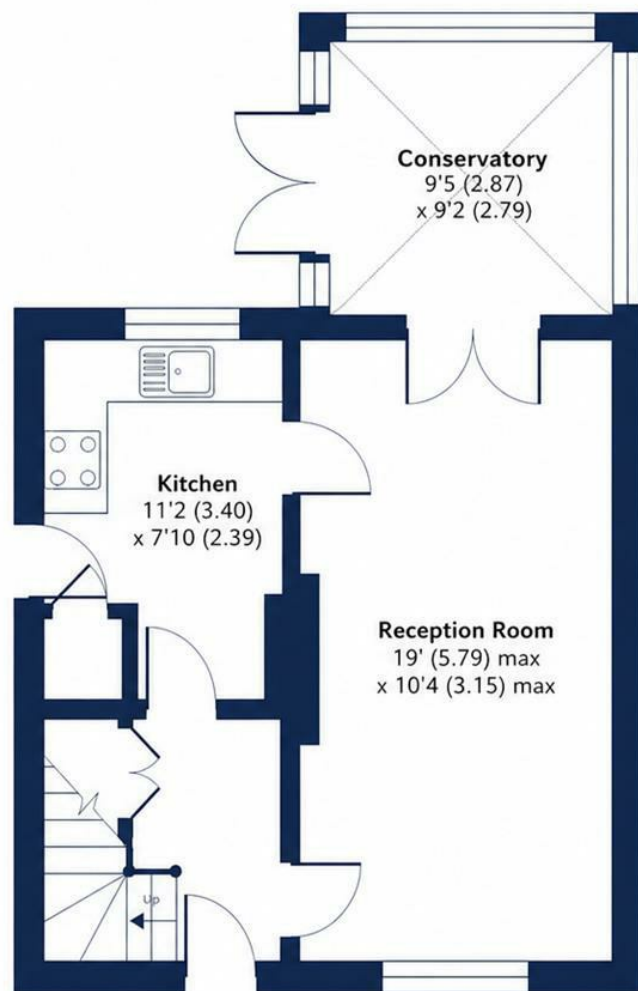 Conservatory
9'5 (2.87)
x 9'2 (2.79)
Kitchen
11'2 (3.40)
x 7'10 (2.39)
Reception Room
19' (5.79) max
x 10'4 (3.15) max
Up